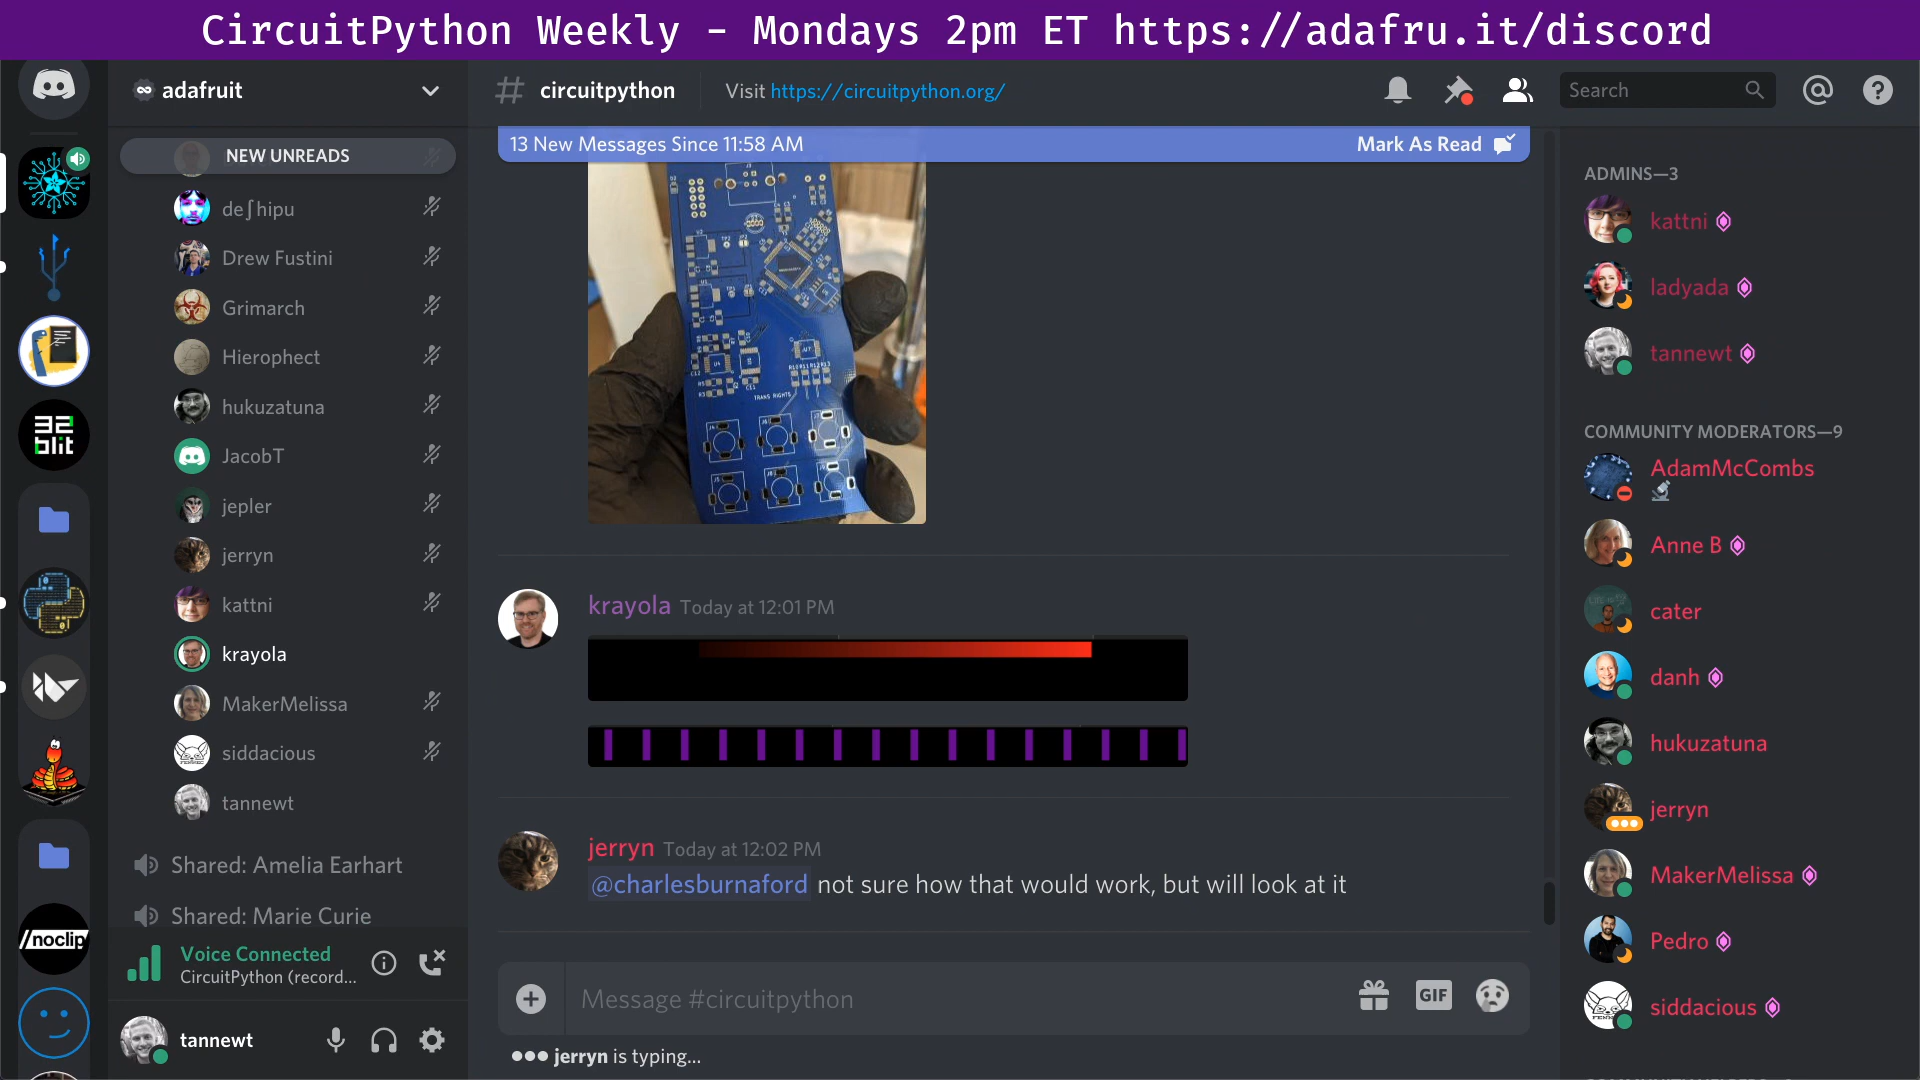 CircuitPython Weekly – Mondays 2pm ET https://adafru.it/discord
adafruit
# circuitpython
Visit https://circuitpython.org/
Search
NEW UNREADS
de∫hipu
Drew Fustini
Grimarch
Hierophect
hukuzatuna
JacobT
jepler
jerryn
kattni
krayola
MakerMelissa
siddacious
tannewt
Shared: Amelia Earhart
Shared: Marie Curie
Voice Connected
CircuitPython (record...
tannewt
32
blit
/noclip
13 New Messages Since 11:58 AM
Mark As Read
TRANS RIGHTS
krayola Today at 12:01 PM
jerryn Today at 12:02 PM
@charlesburnaford not sure how that would work, but will look at it
Message #circuitpython
GIF
jerryn is typing...
ADMINS—3
kattni
ladyada
tannewt
COMMUNITY MODERATORS—9
AdamMcCombs
Anne B
cater
danh
hukuzatuna
jerryn
MakerMelissa
Pedro
siddacious